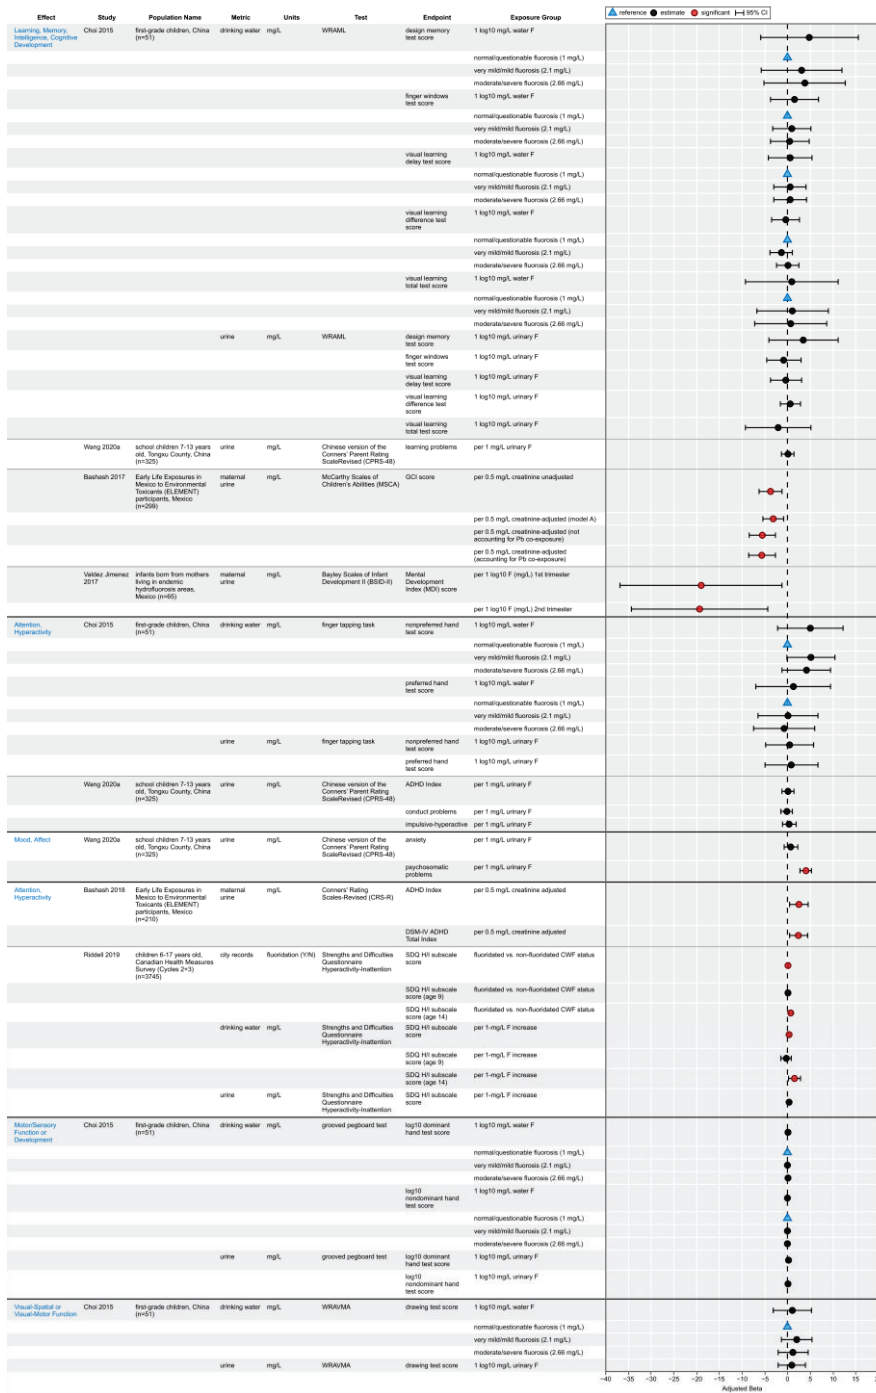 Effect Study Population Name Metric Units Test Endpoint Exposure Group
reference estimate significant 95% CI
Learning, Memory, Choi 2015 first-grade children, China drinking water mg/L WRAML design memory 1 log10 mg/L water F
Intelligence, Cognitive (n=51) test score
Development
normal/questionable fluorosis (1 mg/L)
very mild/mild fluorosis (2.1 mg/L)
moderate/severe fluorosis (2.66 mg/L)
finger windows 1 log10 mg/L water F
test score
normal/questionable fluorosis (1 mg/L)
very mild/mild fluorosis (2.1 mg/L)
moderate/severe fluorosis (2.66 mg/L)
visual learning 1 log10 mg/L water F
delay test score
normal/questionable fluorosis (1 mg/L)
very mild/mild fluorosis (2.1 mg/L)
moderate/severe fluorosis (2.66 mg/L)
visual learning 1 log10 mg/L water F
difference test
score
normal/questionable fluorosis (1 mg/L)
very mild/mild fluorosis (2.1 mg/L)
moderate/severe fluorosis (2.66 mg/L)
visual learning 1 log10 mg/L water F
total test score
normal/questionable fluorosis (1 mg/L)
very mild/mild fluorosis (2.1 mg/L)
moderate/severe fluorosis (2.66 mg/L)
urine mg/L WRAML design memory 1 log10 mg/L urinary F
test score
finger windows 1 log10 mg/L urinary F
test score
visual learning 1 log10 mg/L urinary F
delay test score
visual learning 1 log10 mg/L urinary F
difference test
score
visual learning 1 log10 mg/L urinary F
total test score
Wang 2020a school children 7-13 years urine mg/L Chinese version of the learning problems per 1 mg/L urinary F
old, Tongxu County, China Conners' Parent Rating
(n=325) ScaleRevised (CPRS-48)
Bashash 2017 Early Life Exposures in maternal mg/L McCarthy Scales of GCI score per 0.5 mg/L creatinine unadjusted
Mexico to Environmental urine Children's Abilities (MSCA)
Toxicants (ELEMENT)
participants, Mexico
(n=299)
per 0.5 mg/L creatinine-adjusted (model A)
per 0.5 mg/L creatinine-adjusted (not
accounting for Pb co-exposure)
per 0.5 mg/L creatinine-adjusted
(accounting for Pb co-exposure)
Valdez Jimenez infants born from mothers maternal mg/L Bayley Scales of Infant Mental per 1 log10 F (mg/L) 1st trimester
2017 living in endemic urine Development II (BSID-II) Development
hydrofluorosis areas, Index (MDI) score
Mexico (n=65)
per 1 log10 F (mg/L) 2nd trimester
Attention, Choi 2015 first-grade children, China drinking water mg/L finger tapping task nonpreferred hand 1 log10 mg/L water F
Hyperactivity (n=51) test score
normal/questionable fluorosis (1 mg/L)
very mild/mild fluorosis (2.1 mg/L)
moderate/severe fluorosis (2.66 mg/L)
preferred hand 1 log10 mg/L water F
test score
normal/questionable fluorosis (1 mg/L)
very mild/mild fluorosis (2.1 mg/L)
moderate/severe fluorosis (2.66 mg/L)
urine mg/L finger tapping task nonpreferred hand 1 log10 mg/L urinary F
test score
preferred hand 1 log10 mg/L urinary F
test score
Wang 2020a school children 7-13 years urine mg/L Chinese version of the ADHD Index per 1 mg/L urinary F
old, Tongxu County, China Conners' Parent Rating
(n=325) ScaleRevised (CPRS-48)
conduct problems per 1 mg/L urinary F
impulsive-hyperactive per 1 mg/L urinary F
Mood, Affect Wang 2020a school children 7-13 years urine mg/L Chinese version of the anxiety per 1 mg/L urinary F
old, Tongxu County, China Conners' Parent Rating
(n=325) ScaleRevised (CPRS-48)
psychosomatic per 1 mg/L urinary F
problems
Attention, Bashash 2018 Early Life Exposures in maternal mg/L Conners' Rating ADHD Index per 0.5 mg/L creatinine adjusted
Hyperactivity Mexico to Environmental urine Scales-Revised (CRS-R)
Toxicants (ELEMENT)
participants, Mexico
(n=210)
DSM-IV ADHD per 0.5 mg/L creatinine adjusted
Total Index
Riddell 2019 children 6-17 years old, city records fluoridation (Y/N) Strengths and Difficulties SDQ H/I subscale fluoridated vs. non-fluoridated CWF status
Canadian Health Measures Questionnaire score
Survey (Cycles 2+3) Hyperactivity-Inattention
(n=3745)
SDQ H/I subscale fluoridated vs. non-fluoridated CWF status
score (age 9)
SDQ H/I subscale fluoridated vs. non-fluoridated CWF status
score (age 14)
drinking water mg/L Strengths and Difficulties SDQ H/I subscale per 1-mg/L F increase
Questionnaire score
Hyperactivity-Inattention
SDQ H/I subscale per 1-mg/L F increase
score (age 9)
SDQ H/I subscale per 1-mg/L F increase
score (age 14)
urine mg/L Strengths and Difficulties SDQ H/I subscale per 1-mg/L F increase
Questionnaire score
Hyperactivity-Inattention
Motor/Sensory Choi 2015 first-grade children, China drinking water mg/L grooved pegboard test log10 dominant 1 log10 mg/L water F
Function or (n=51) hand test score
Development
normal/questionable fluorosis (1 mg/L)
very mild/mild fluorosis (2.1 mg/L)
moderate/severe fluorosis (2.66 mg/L)
log10 1 log10 mg/L water F
nondominant hand
test score
normal/questionable fluorosis (1 mg/L)
very mild/mild fluorosis (2.1 mg/L)
moderate/severe fluorosis (2.66 mg/L)
urine mg/L grooved pegboard test log10 dominant 1 log10 mg/L urinary F
hand test score
log10 1 log10 mg/L urinary F
nondominant hand
test score
Visual-Spatial or Choi 2015 first-grade children, China drinking water mg/L WRAVMA drawing test score 1 log10 mg/L water F
Visual-Motor Function (n=51)
normal/questionable fluorosis (1 mg/L)
very mild/mild fluorosis (2.1 mg/L)
moderate/severe fluorosis (2.66 mg/L)
urine mg/L WRAVMA drawing test score 1 log10 mg/L urinary F
−40 −35 −30 −25 −20 −15 −10 −5 0 5 10 15 20
Adjusted Beta